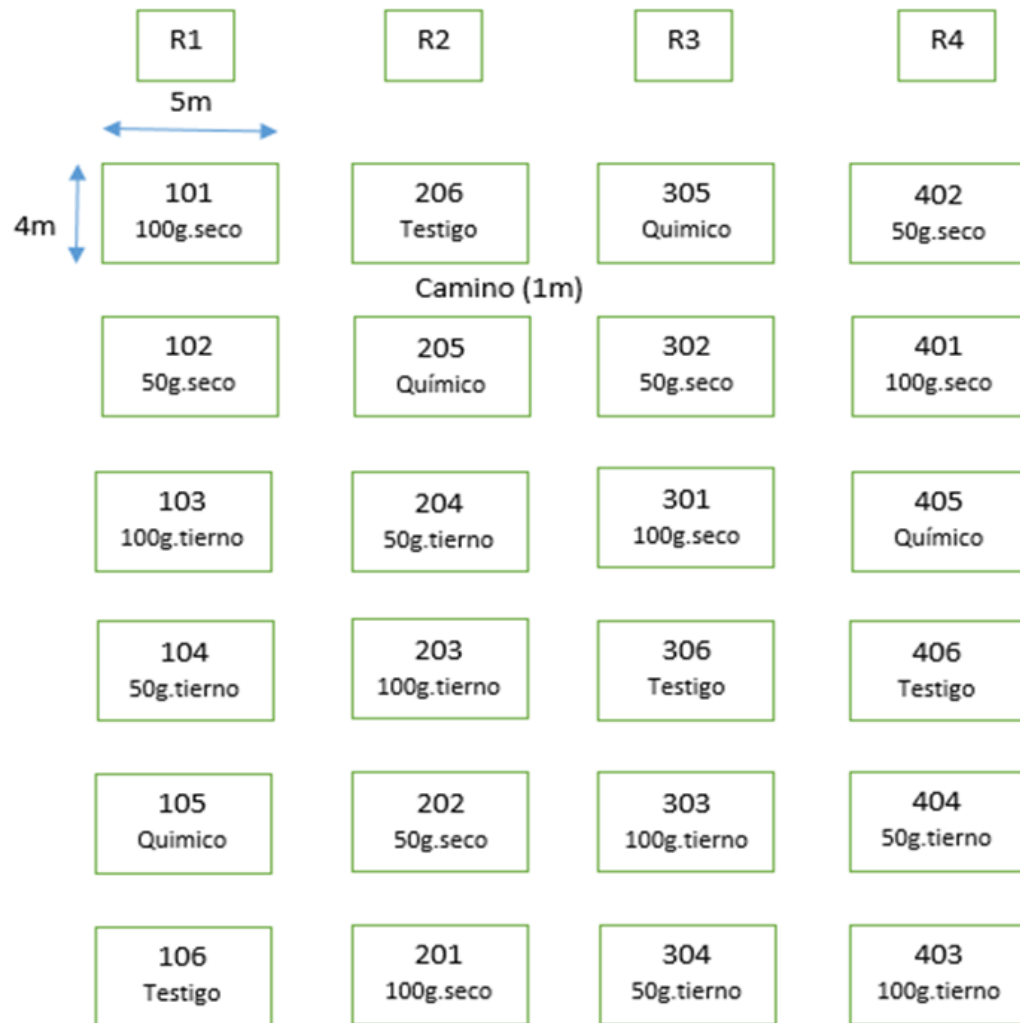 R1
R2
R3
R4
5m
4m
101
100g.seco
206
Testigo
305
Quimico
402
50g.seco
Camino (1m)
102
50g.seco
205
Químico
302
50g.seco
401
100g.seco
103
100g.tierno
204
50g.tierno
301
100g.seco
405
Químico
104
50g.tierno
203
100g.tierno
306
Testigo
406
Testigo
105
Quimico
202
50g.seco
303
100g.tierno
404
50g.tierno
106
Testigo
201
100g.seco
304
50g.tierno
403
100g.tierno